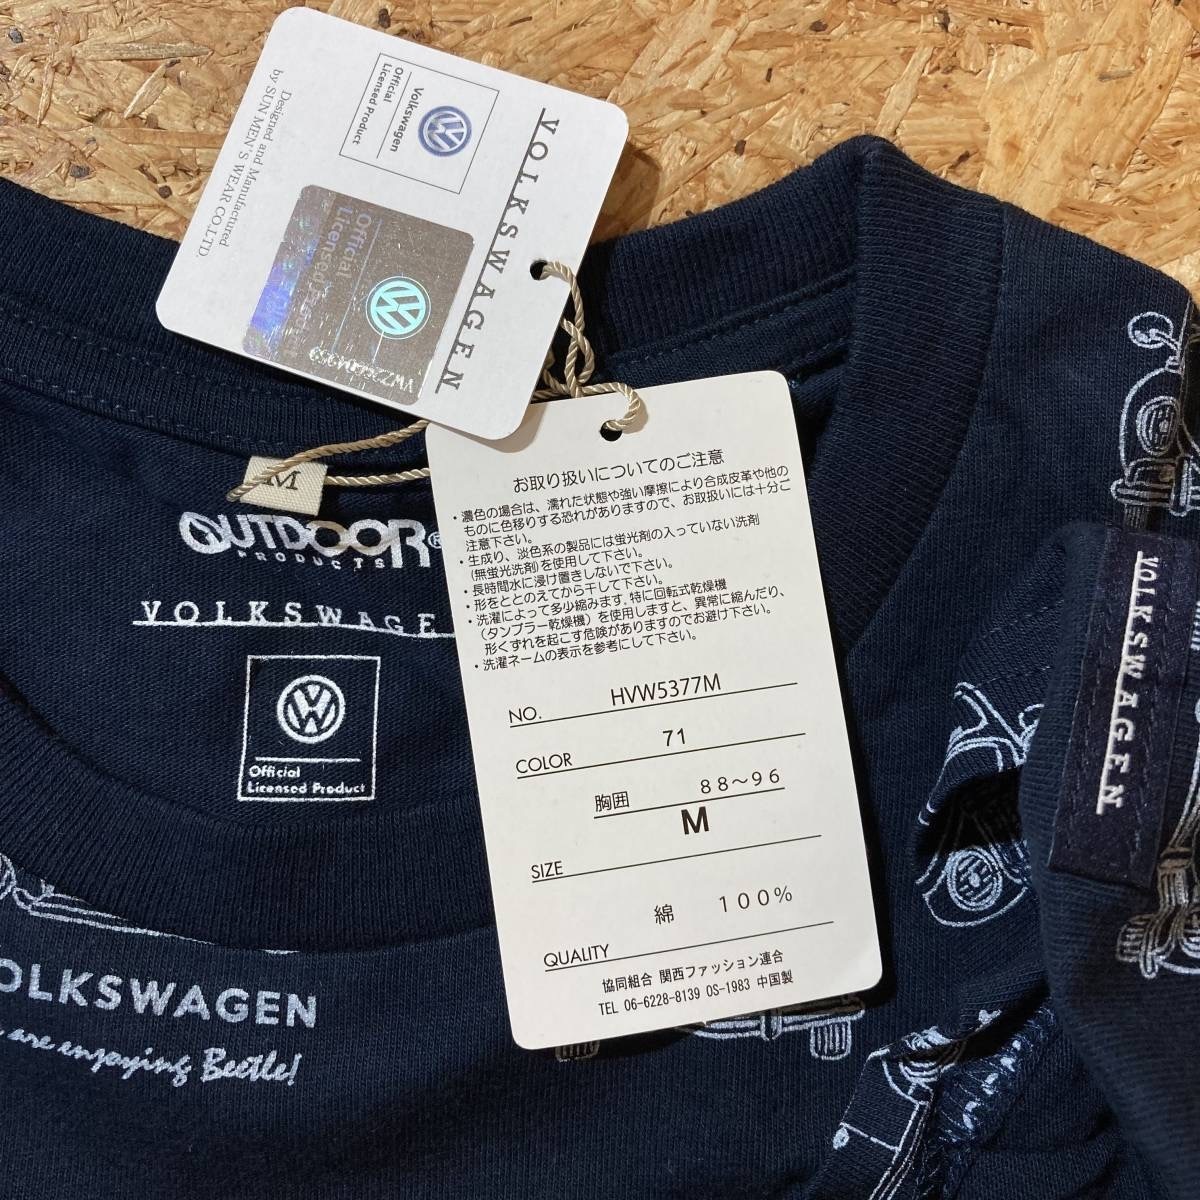 VOLKSWAGEN
Volkswagen
Official
Licensed Product
Official
Designed and Manufactured
by SUN MEN'S WEAR CO.,LTD.
M
OUTDOOR®
PRODUCTS
VOLKSWAGE
Official
Licensed Product
お取り扱いについてのご注意
・濃色の場合は、濡れた状態や強い摩擦により合成皮革や他の
ものに色移りする恐れがありますので、お取扱いには十分ご
注意下さい。
・生成り、淡色系の製品には蛍光剤の入っていない洗剤
(無蛍光洗剤)を使用して下さい。
・長時間水に浸け置きしないで下さい。
・形をととのえてから干して下さい。
・洗濯によって多少縮みます.特に回転式乾燥機
（タンブラー乾燥機）を使用しますと、異常に縮んだり、
形くずれを起こす危険がありますのでお避け下さい。
・洗濯ネームの表示を参考にして下さい。
NO. HVW5377M
COLOR 71
胸囲 88～96
SIZE M
綿 100%
QUALITY
協同組合 関西ファッション連合
TEL 06-6228-8139 OS-1983 中国製
VOLKSWAGEN
OLKSWAGEN
are enjoying Beetle!